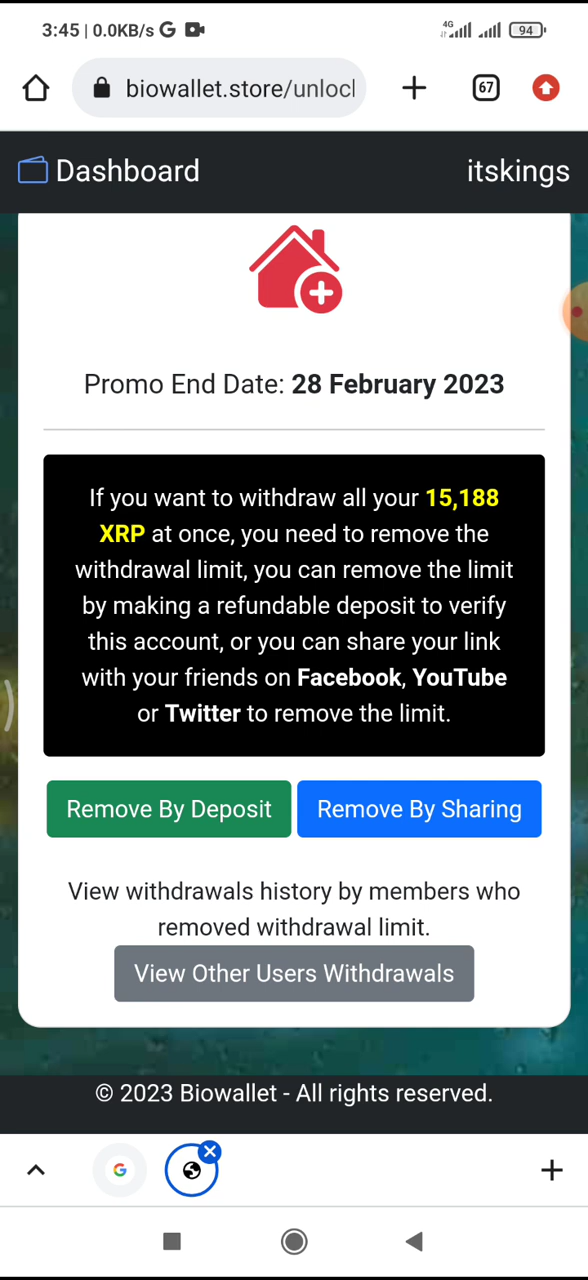 3:45 | 0.0KB/s G
4G
94
biowallet.store/unlocl
67
Dashboard
itskings
Promo End Date: 28 February 2023
If you want to withdraw all your 15,188
XRP at once, you need to remove the
withdrawal limit, you can remove the limit
by making a refundable deposit to verify
this account, or you can share your link
with your friends on Facebook, YouTube
or Twitter to remove the limit.
Remove By Deposit
Remove By Sharing
View withdrawals history by members who
removed withdrawal limit.
View Other Users Withdrawals
© 2023 Biowallet - All rights reserved.